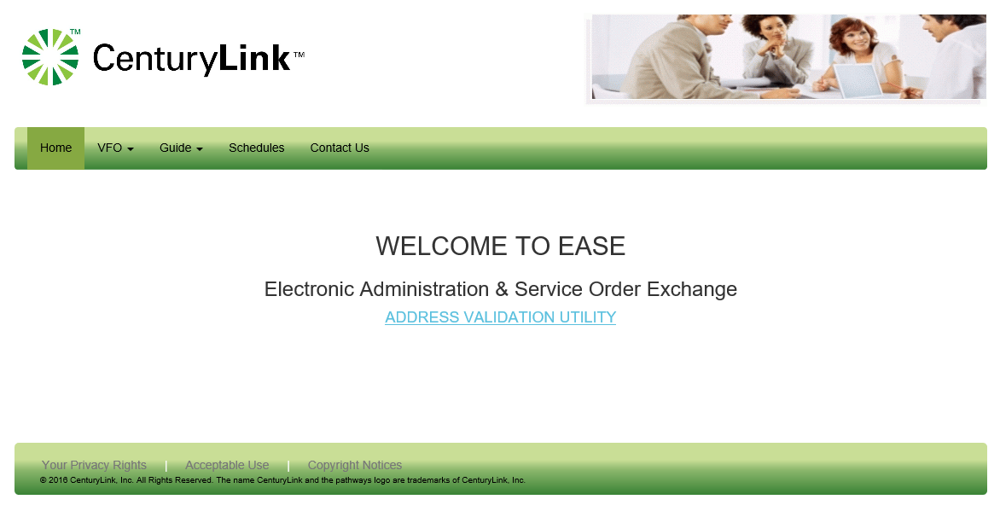 CenturyLink™
Home VFO Guide Schedules Contact Us
WELCOME TO EASE
Electronic Administration & Service Order Exchange
ADDRESS VALIDATION UTILITY
Your Privacy Rights | Acceptable Use | Copyright Notices
© 2016 CenturyLink, Inc. All Rights Reserved. The name CenturyLink and the pathways logo are trademarks of CenturyLink, Inc.